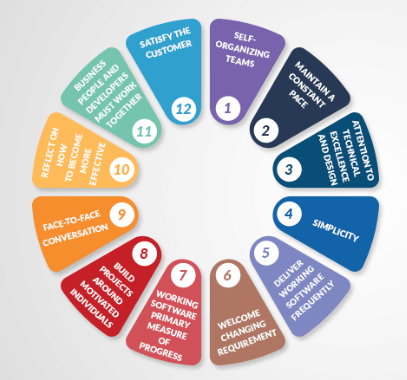 SELF-
ORGANIZING
TEAMS
1
MAINTAIN A
CONSTANT
PACE
2
ATTENTION TO
TECHNICAL
EXCELLENCE
AND DESIGN
3
SIMPLICITY
4
DELIVER
WORKING
SOFTWARE
FREQUENTLY
5
WELCOME
CHANGING
REQUIREMENT
6
WORKING
SOFTWARE
PRIMARY
MEASURE
OF
PROGRESS
7
BUILD
PROJECTS
AROUND
MOTIVATED
INDIVIDUALS
8
FACE-TO-FACE
CONVERSATION
9
REFLECT ON
HOW
TO BECOME
MORE
EFFECTIVE
10
BUSINESS
PEOPLE AND
DEVELOPERS
MUST WORK
TOGETHER
11
SATISFY THE
CUSTOMER
12